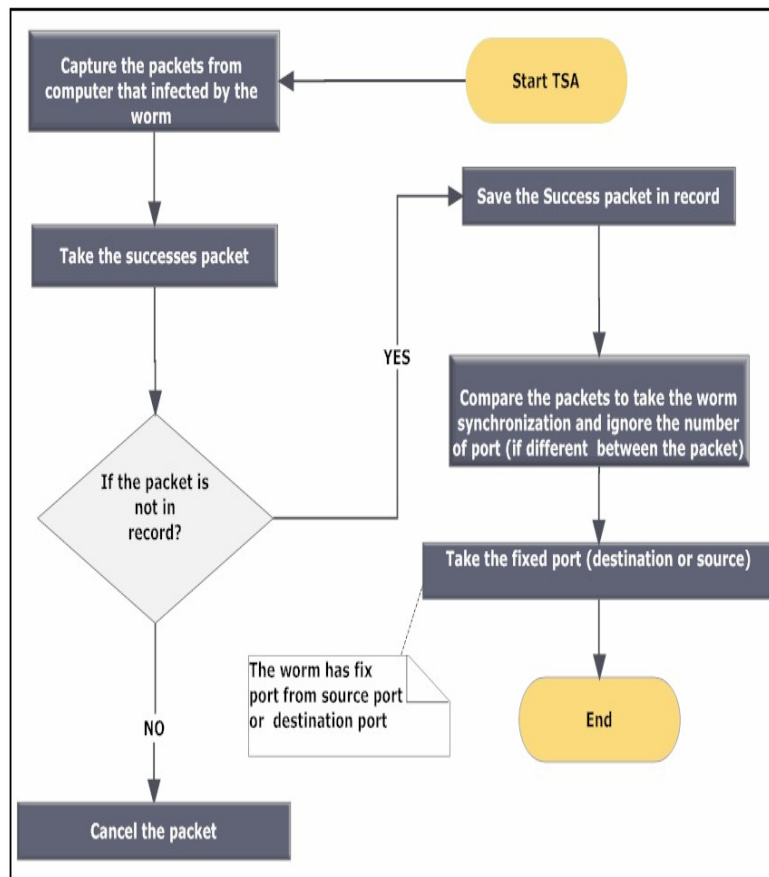 Start TSA
Capture the packets from
computer that infected by the
worm
Take the successes packet
If the packet is
not in
record?
YES
Save the Success packet in record
Compare the packets to take the worm
synchronization and ignore the number
of port (if different between the packet)
Take the fixed port (destination or source)
The worm has fix
port from source port
or destination port
End
NO
Cancel the packet